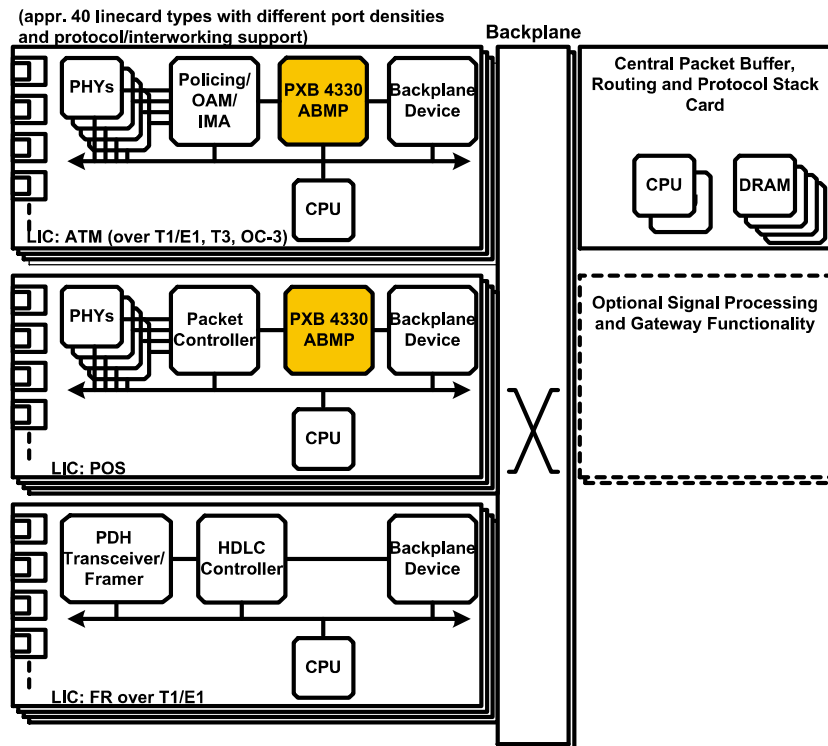 (appr. 40 linecard types with different port densities
and protocol/interworking support)
Backplane
PHYs
Policing/
OAM/
IMA
PXB 4330
ABMP
Backplane
Device
CPU
LIC: ATM (over T1/E1, T3, OC-3)
Central Packet Buffer,
Routing and Protocol Stack
Card
CPU
DRAM
PHYs
Packet
Controller
PXB 4330
ABMP
Backplane
Device
CPU
LIC: POS
Optional Signal Processing
and Gateway Functionality
PDH
Transceiver/
Framer
HDLC
Controller
Backplane
Device
CPU
LIC: FR over T1/E1